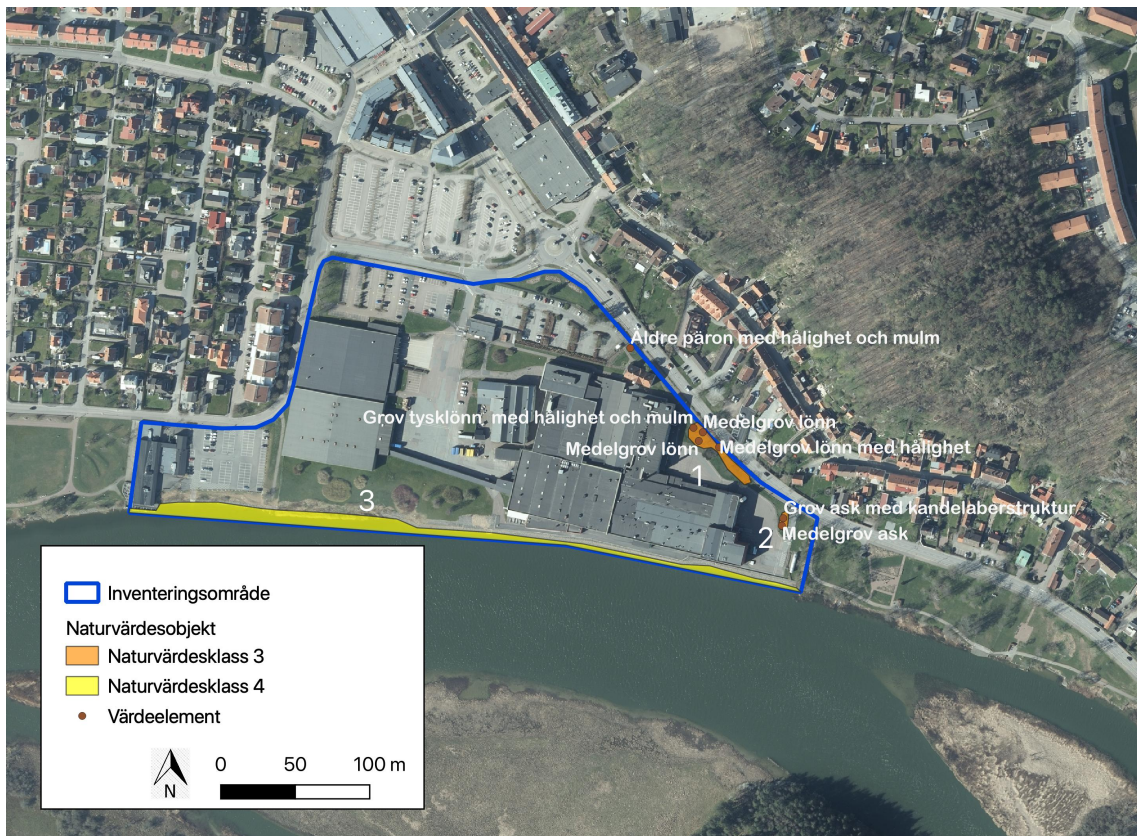 Äldre päron med hålighet och mulm
Grov tysklönn med hålighet och mulm
Medelgrov lönn
Medelgrov lönn
Medelgrov lönn med hålighet
1
3
Grov ask med kandelaberstruktur
2
Medelgrov ask
Inventeringsområde
Naturvärdesobjekt
Naturvärdesklass 3
Naturvärdesklass 4
Värdeelement
N
0 50 100 m